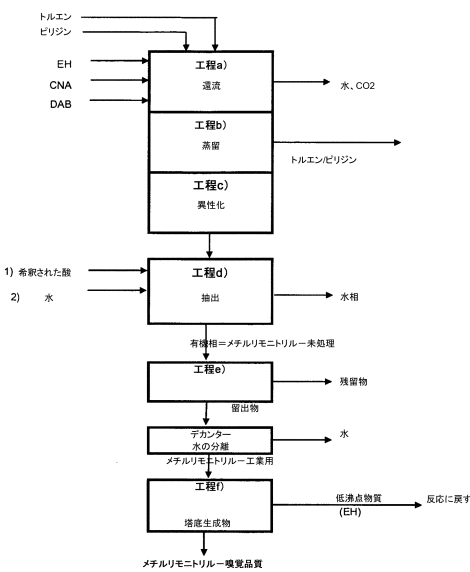 トルエン
ピリジン
EH
CNA
DAB
工程a)
還流
水、CO2
工程b)
蒸留
トルエン/ピリジン
工程c)
異性化
1) 希釈された酸
2) 水
工程d)
抽出
水相
有機相=メチルリモニトリルー未処理
工程e)
残留物
留出物
デカンター
水の分離
水
メチルリモニトリルー工業用
工程f)
塔底生成物
低沸点物質
(EH)
反応に戻す
メチルリモニトリルー嗅覚品質